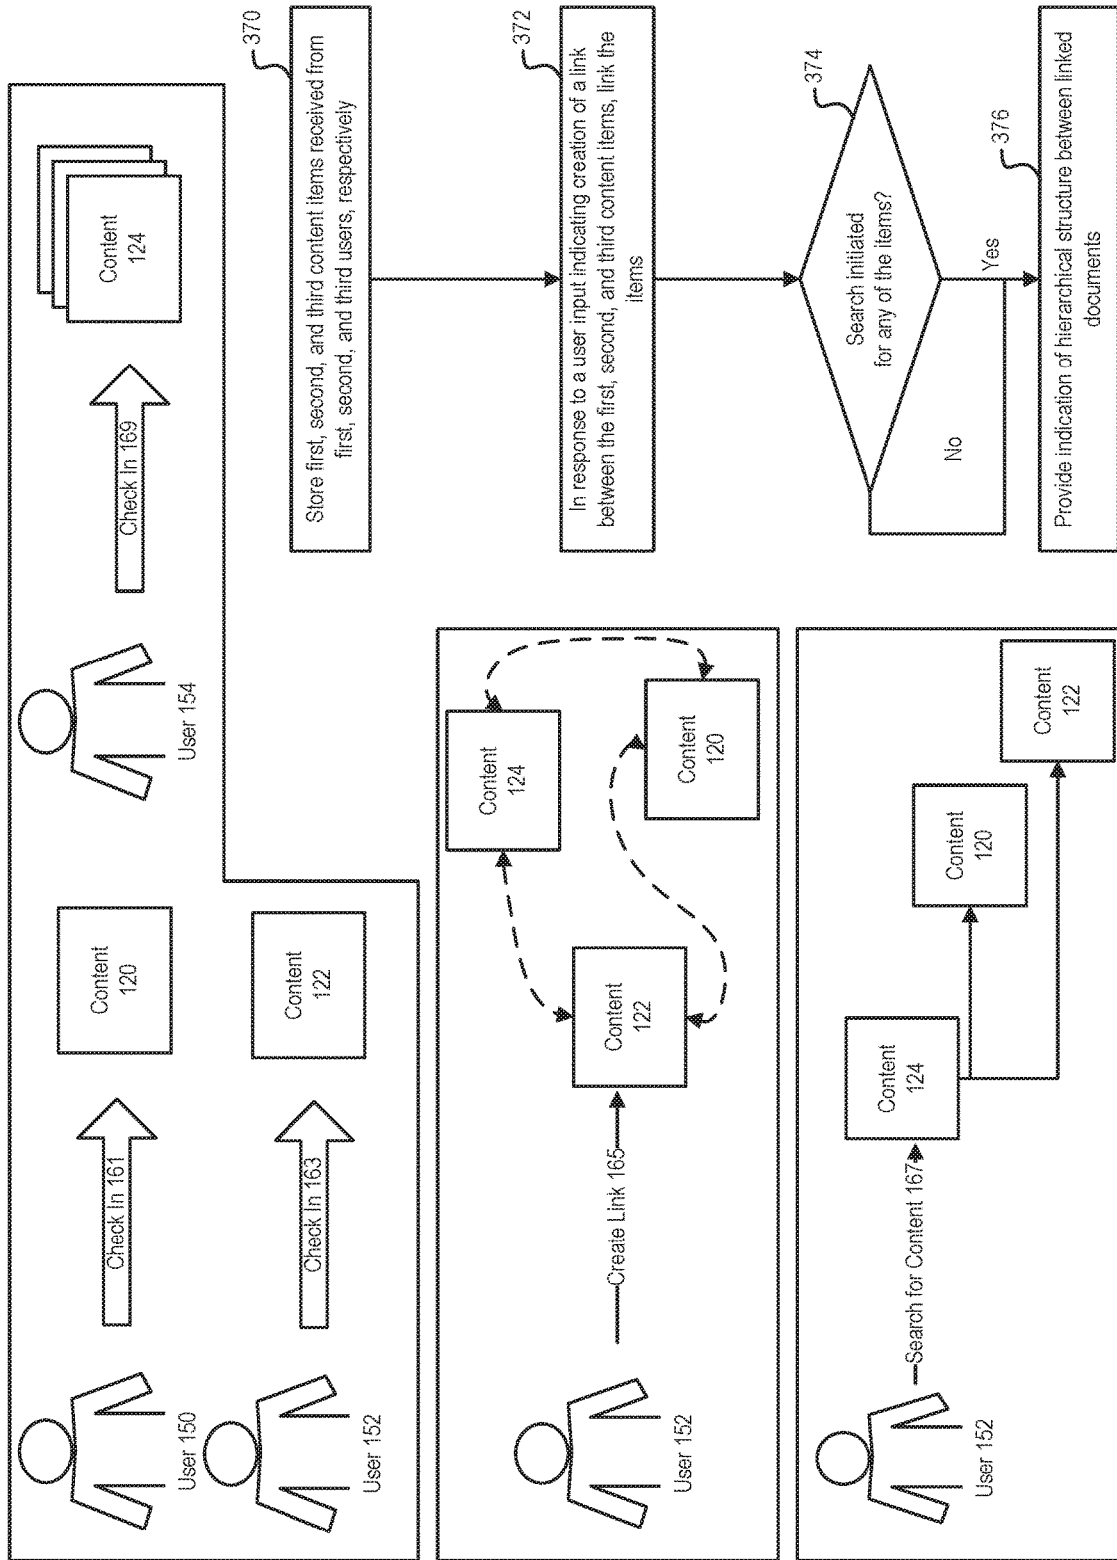 User 150
Check In 161
Content
120
User 154
Check In 169
Content
124
User 152
Check In 163
Content
122
370
Store first, second, and third content items received from
first, second, and third users, respectively
User 152
Create Link 165
Content
122
Content
124
Content
120
372
In response to a user input indicating creation of a link
between the first, second, and third content items, link the
items
User 152
Search for Content 167
Content
124
Content
120
Content
122
374
Search initiated
for any of the items?
No
Yes
376
Provide indication of hierarchical structure between linked
documents